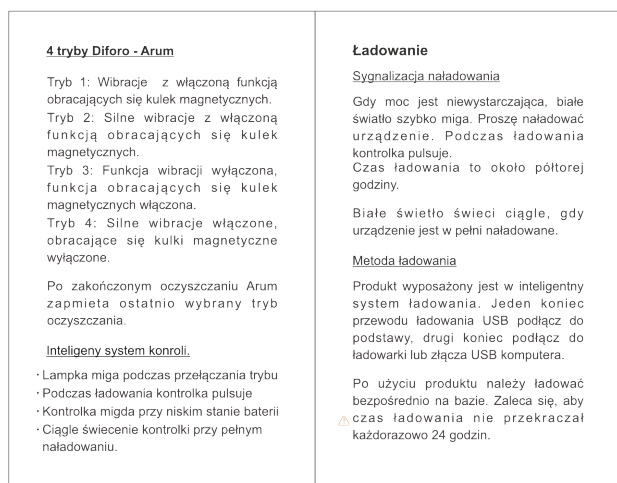 4 tryby Diforo - Arum
Tryb 1: Wibracje z włączoną funkcją
obracających się kulek magnetycznych.
Tryb 2: Silne wibracje z włączoną
funkcją obracających się kulek
magnetycznych.
Tryb 3: Funkcja wibracji wyłączona,
funkcja obracających się kulek
magnetycznych włączona.
Tryb 4: Silne wibracje włączone,
obracające się kulki magnetyczne
wyłączone.
Po zakończonym oczyszczaniu Arum
zapmieta ostatnio wybrany tryb
oczyszczania.
Inteligeny system konroli.
· Lampka miga podczas przełączania trybu
· Podczas ładowania kontrolka pulsuje
· Kontrolka migda przy niskim stanie baterii
· Ciągle świecenie kontrolki przy pełnym
naładowaniu.
Ładowanie
Sygnalizacja naładowania
Gdy moc jest niewystarczająca, białe
światło szybko miga. Proszę naładować
urządzenie. Podczas ładowania
kontrolka pulsuje.
Czas ładowania to około półtorej
godziny.
Białe świetło świeci ciągle, gdy
urządzenie jest w pełni naładowane.
Metoda ładowania
Produkt wyposażony jest w inteligentny
system ładowania. Jeden koniec
przewodu ładowania USB podłącz do
podstawy, drugi koniec podłącz do
ładowarki lub złącza USB komputera.
Po użyciu produktu należy ładować
bezpośrednio na bazie. Zaleca się, aby
czas ładowania nie przekraczał
każdorazowo 24 godzin.